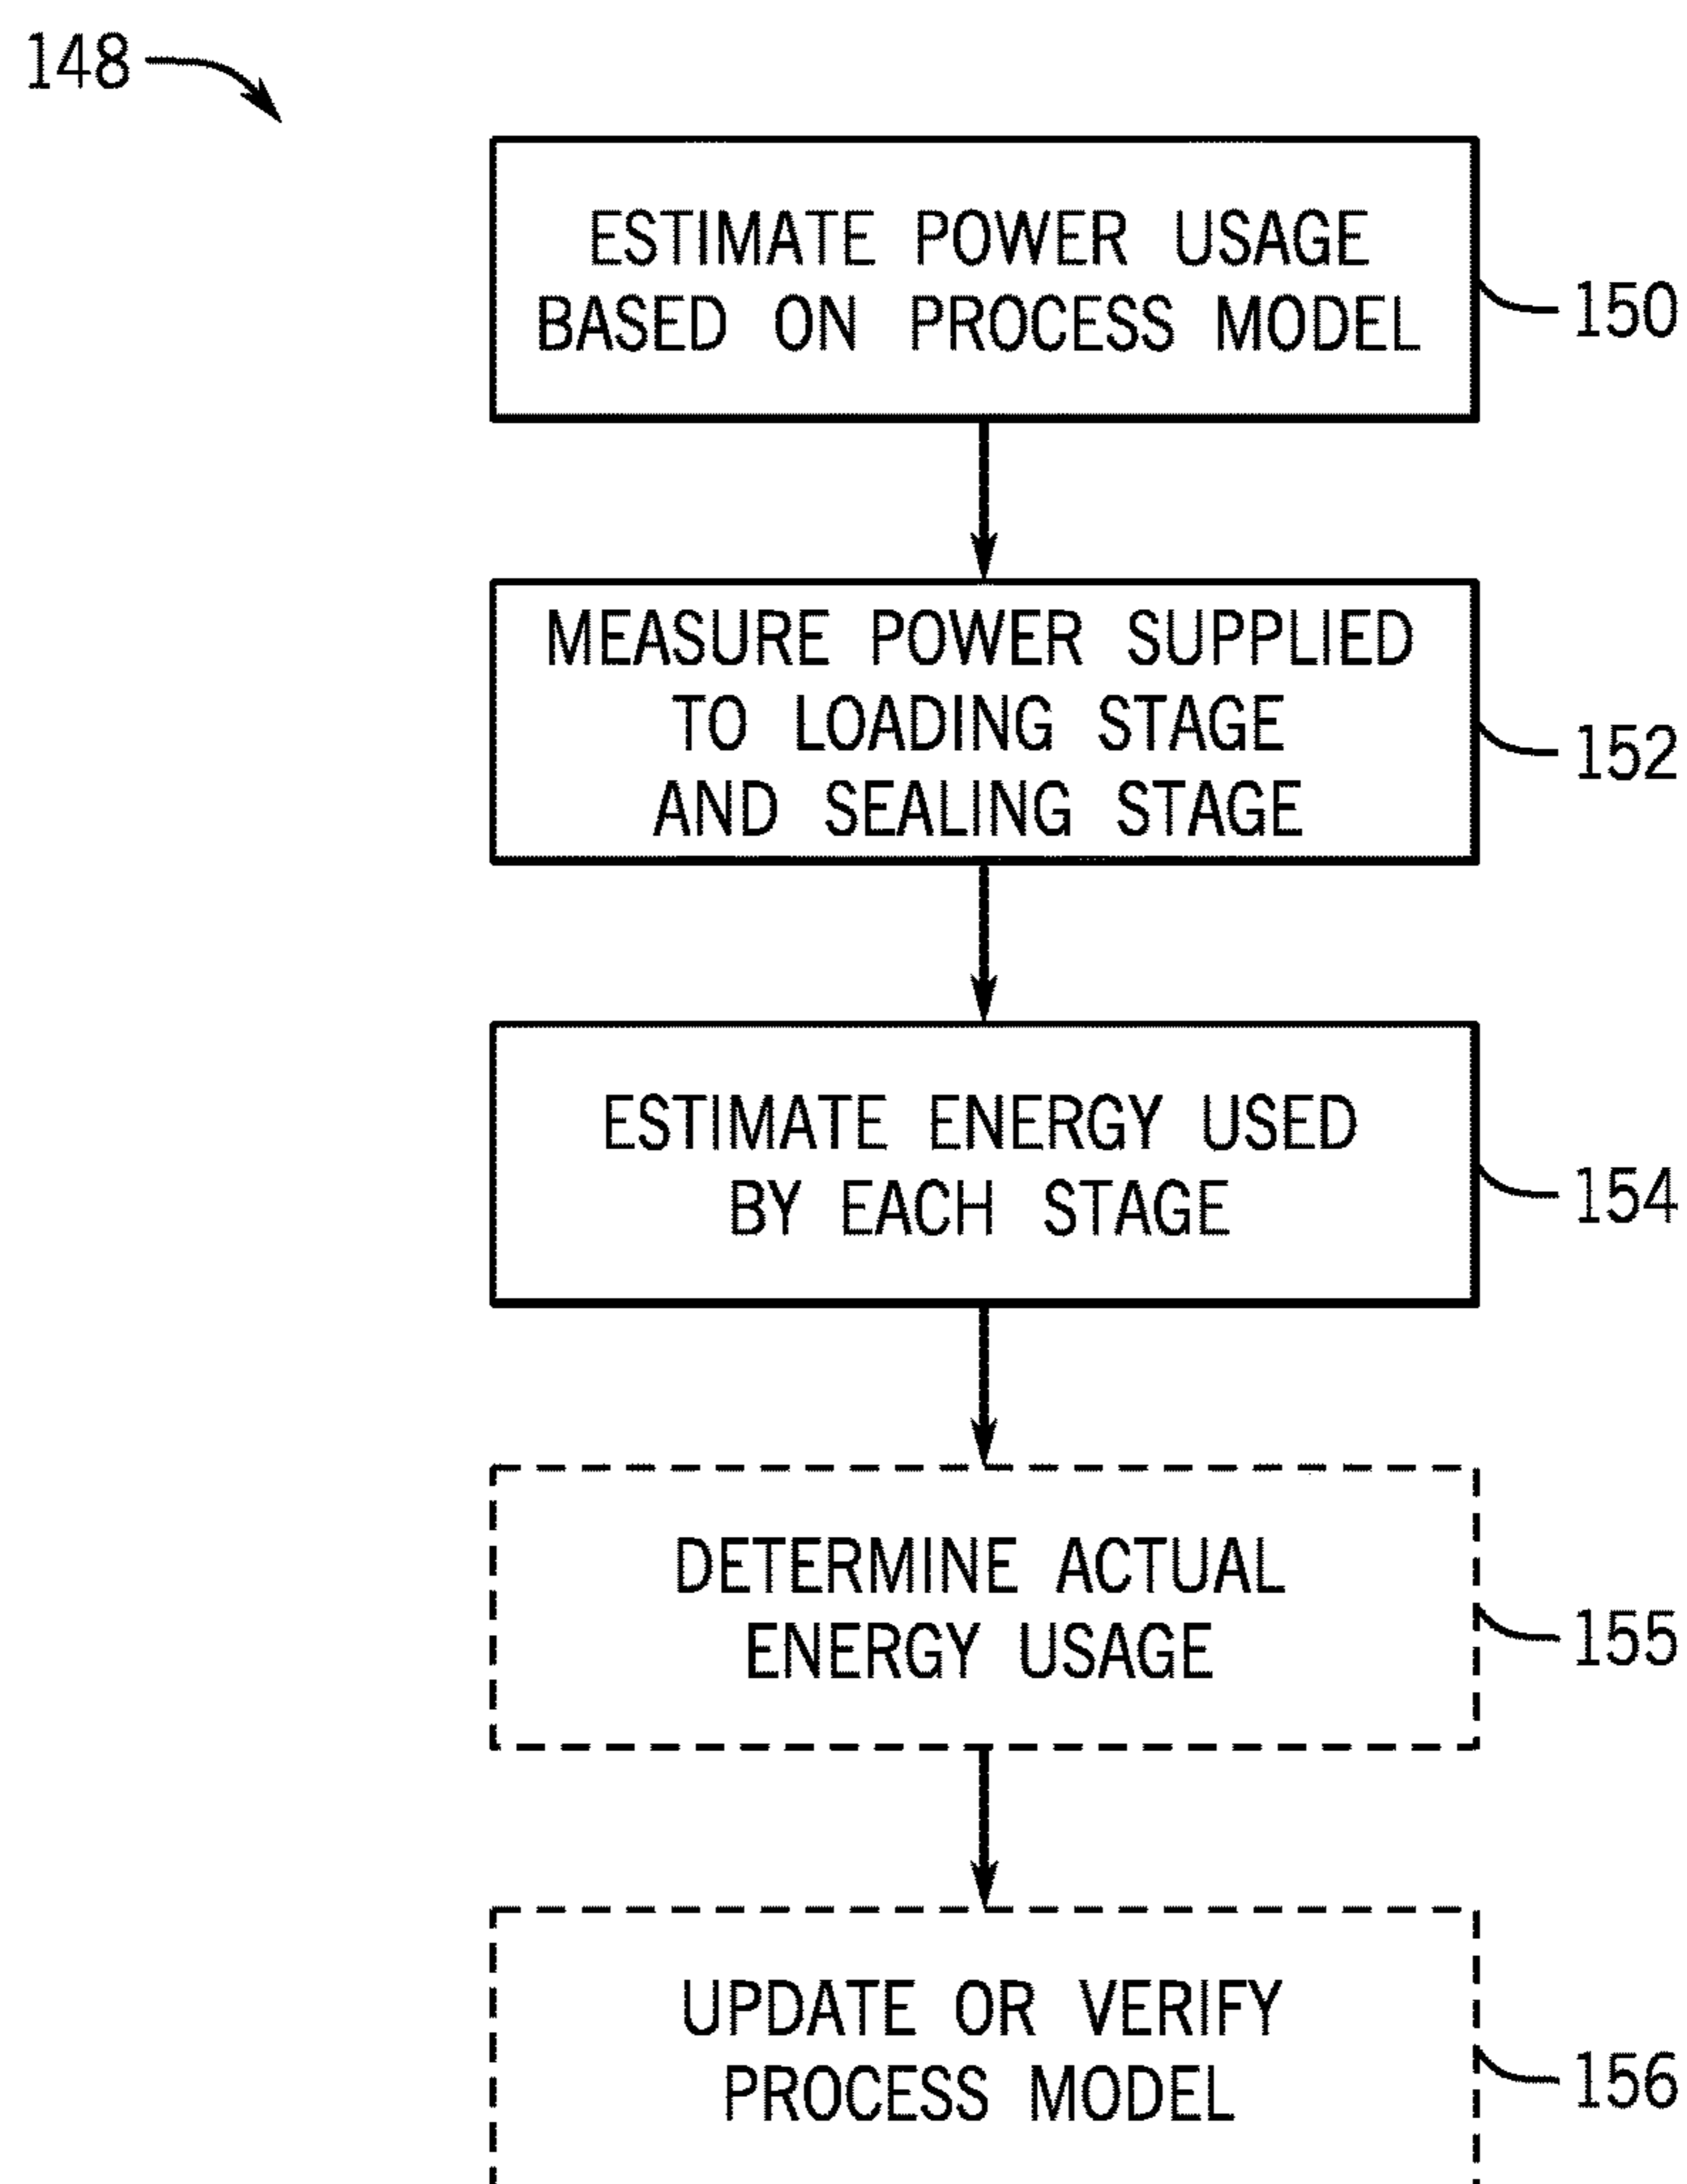 148
ESTIMATE POWER USAGE
BASED ON PROCESS MODEL
150
MEASURE POWER SUPPLIED
TO LOADING STAGE
AND SEALING STAGE
152
ESTIMATE ENERGY USED
BY EACH STAGE
154
DETERMINE ACTUAL
ENERGY USAGE
155
UPDATE OR VERIFY
PROCESS MODEL
156